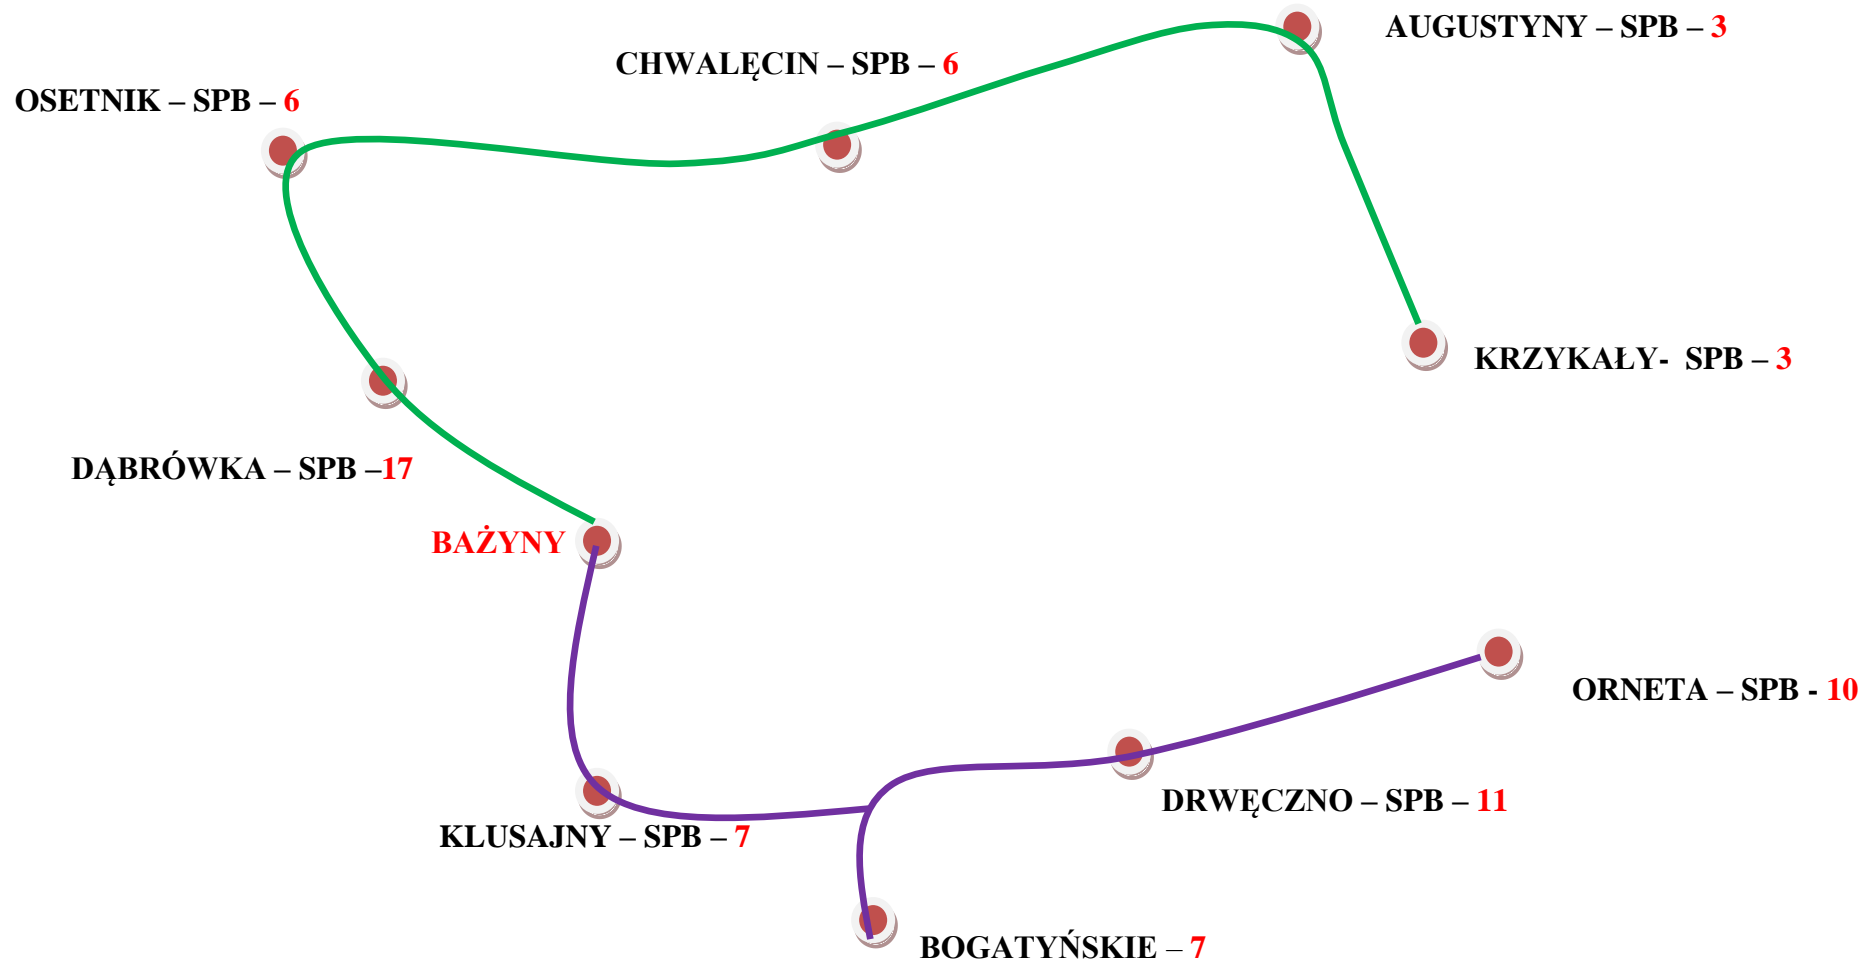 AUGUSTYNY – SPB – 3
CHWALĘCIN – SPB – 6
OSETNIK – SPB – 6
KRZYKAŁY-  SPB – 3
DĄBRÓWKA – SPB –17
BAŻYNY
ORNETA – SPB - 10
DRWĘCZNO – SPB – 11
KLUSAJNY – SPB – 7
BOGATYŃSKIE – 7